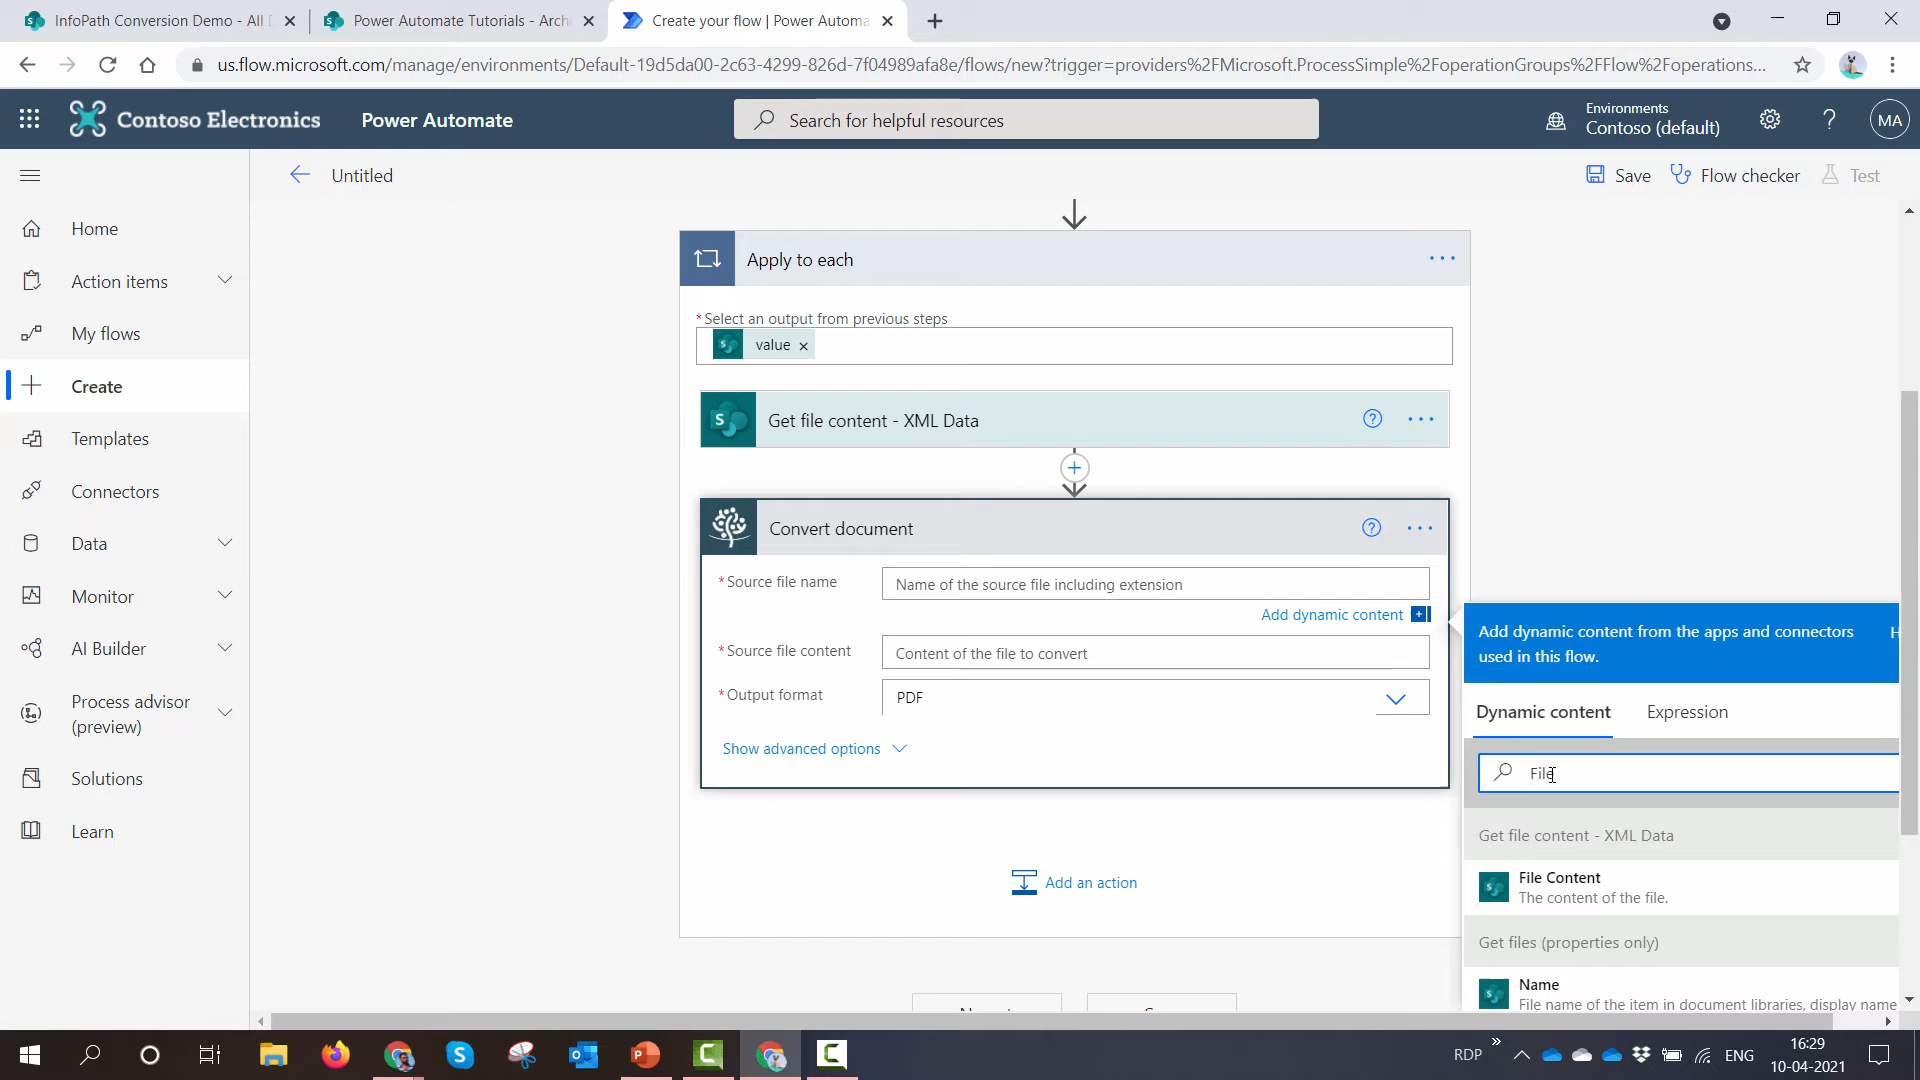 InfoPath Conversion Demo - All D
Power Automate Tutorials - Archi
Create your flow | Power Automa
us.flow.microsoft.com/manage/environments/Default-19d5da00-2c63-4299-826d-7f04989afa8e/flows/new?trigger=providers%2FMicrosoft.ProcessSimple%2FoperationGroups%2FFlow%2Foperations...
Contoso Electronics
Power Automate
Search for helpful resources
Environments
Contoso (default)
MA
Untitled
Save
Flow checker
Test
Home
Action items
My flows
Create
Templates
Connectors
Data
Monitor
AI Builder
Process advisor
(preview)
Solutions
Learn
Apply to each
*Select an output from previous steps
value
Get file content - XML Data
Convert document
*Source file name
Name of the source file including extension
Add dynamic content
*Source file content
Content of the file to convert
*Output format
PDF
Show advanced options
Add an action
Add dynamic content from the apps and connectors
used in this flow.
Dynamic content
Expression
File
Get file content - XML Data
File Content
The content of the file.
Get files (properties only)
Name
File name of the item in document libraries, display name
RDP
ENG
16:29
10-04-2021